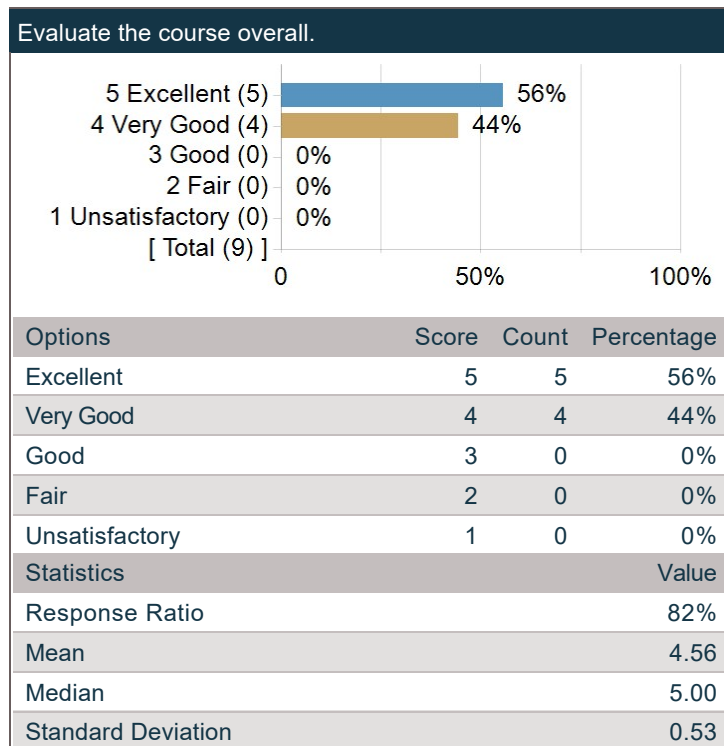 Evaluate the course overall.
5 Excellent (5) 56%
4 Very Good (4) 44%
3 Good (0) 0%
2 Fair (0) 0%
1 Unsatisfactory (0) 0%
[ Total (9) ]
0 50% 100%
Options Score Count Percentage
Excellent 5 5 56%
Very Good 4 4 44%
Good 3 0 0%
Fair 2 0 0%
Unsatisfactory 1 0 0%
Statistics Value
Response Ratio 82%
Mean 4.56
Median 5.00
Standard Deviation 0.53